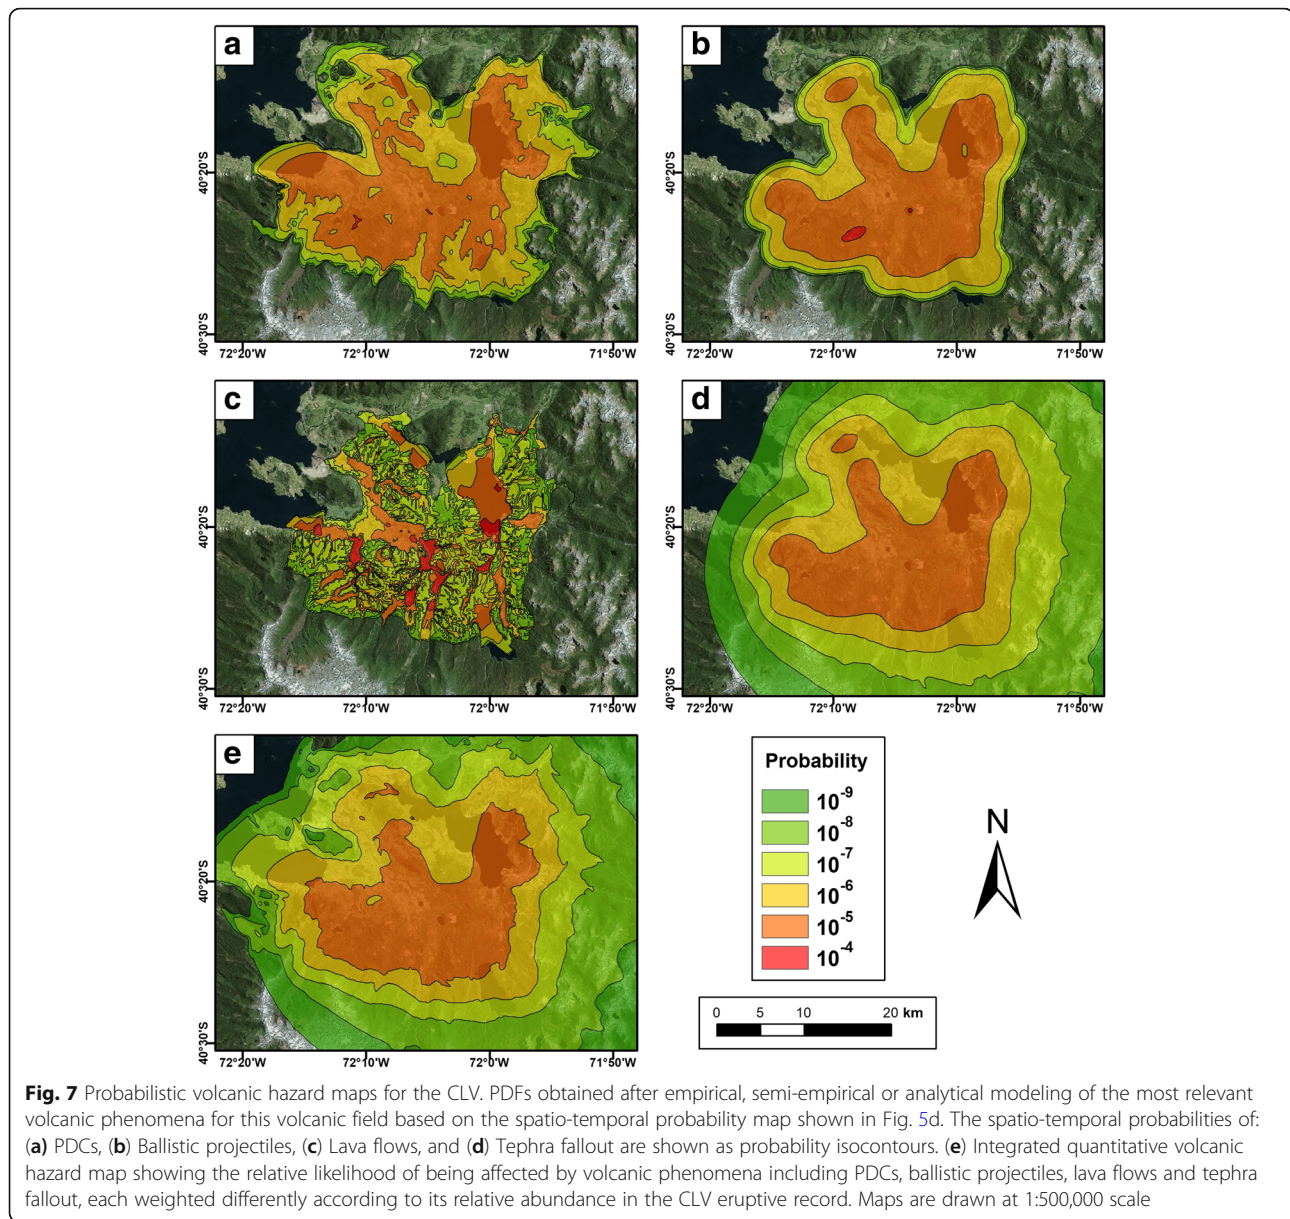 a
40°20'S
40°30'S
72°20'W 72°10'W 72°0'W 71°50'W
b
40°20'S
40°30'S
72°20'W 72°10'W 72°0'W 71°50'W
c
40°20'S
40°30'S
72°20'W 72°10'W 72°0'W 71°50'W
d
40°20'S
40°30'S
72°20'W 72°10'W 72°0'W 71°50'W
e
40°20'S
40°30'S
72°20'W 72°10'W 72°0'W 71°50'W
Probability
10⁻⁹
10⁻⁸
10⁻⁷
10⁻⁶
10⁻⁵
10⁻⁴
N
0 5 10 20 km
Fig. 7 Probabilistic volcanic hazard maps for the CLV. PDFs obtained after empirical, semi-empirical or analytical modeling of the most relevant
volcanic phenomena for this volcanic field based on the spatio-temporal probability map shown in Fig. 5d. The spatio-temporal probabilities of:
(a) PDCs, (b) Ballistic projectiles, (c) Lava flows, and (d) Tephra fallout are shown as probability isocontours. (e) Integrated quantitative volcanic
hazard map showing the relative likelihood of being affected by volcanic phenomena including PDCs, ballistic projectiles, lava flows and tephra
fallout, each weighted differently according to its relative abundance in the CLV eruptive record. Maps are drawn at 1:500,000 scale